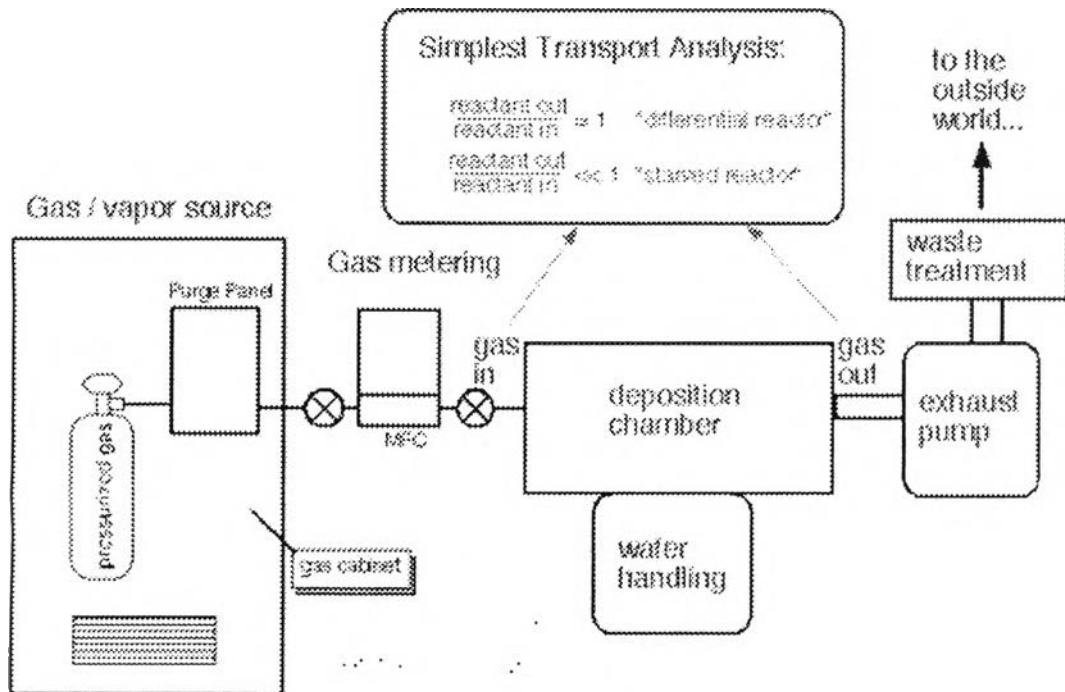 Simplest Transport Analysis:
reactant out
reactant in
≈ 1 "differential reactor"
reactant out
reactant in
<< 1 "starved reactor"
to the
outside
world...
Gas / vapor source
Gas metering
waste
treatment
Purge Panel
gas
in
gas
out
deposition
chamber
exhaust
pump
MFC
pressurized gas
gas cabinet
wafer
handling